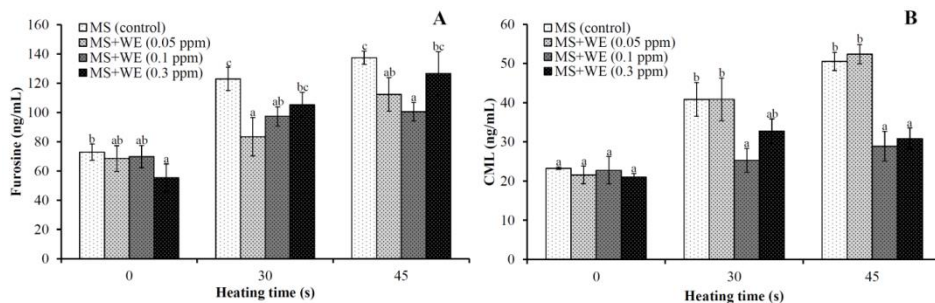 A
MS (control)
MS+WE (0.05 ppm)
MS+WE (0.1 ppm)
MS+WE (0.3 ppm)
Furosine (ng/mL)
160
140
120
100
80
60
40
20
0
b ab ab a
c a ab bc
c ab a bc
0 30 45
Heating time (s)
B
MS (control)
MS+WE (0.05 ppm)
MS+WE (0.1 ppm)
MS+WE (0.3 ppm)
CML (ng/mL)
60
50
40
30
20
10
0
a a a a
b b a a
b b a a
0 30 45
Heating time (s)